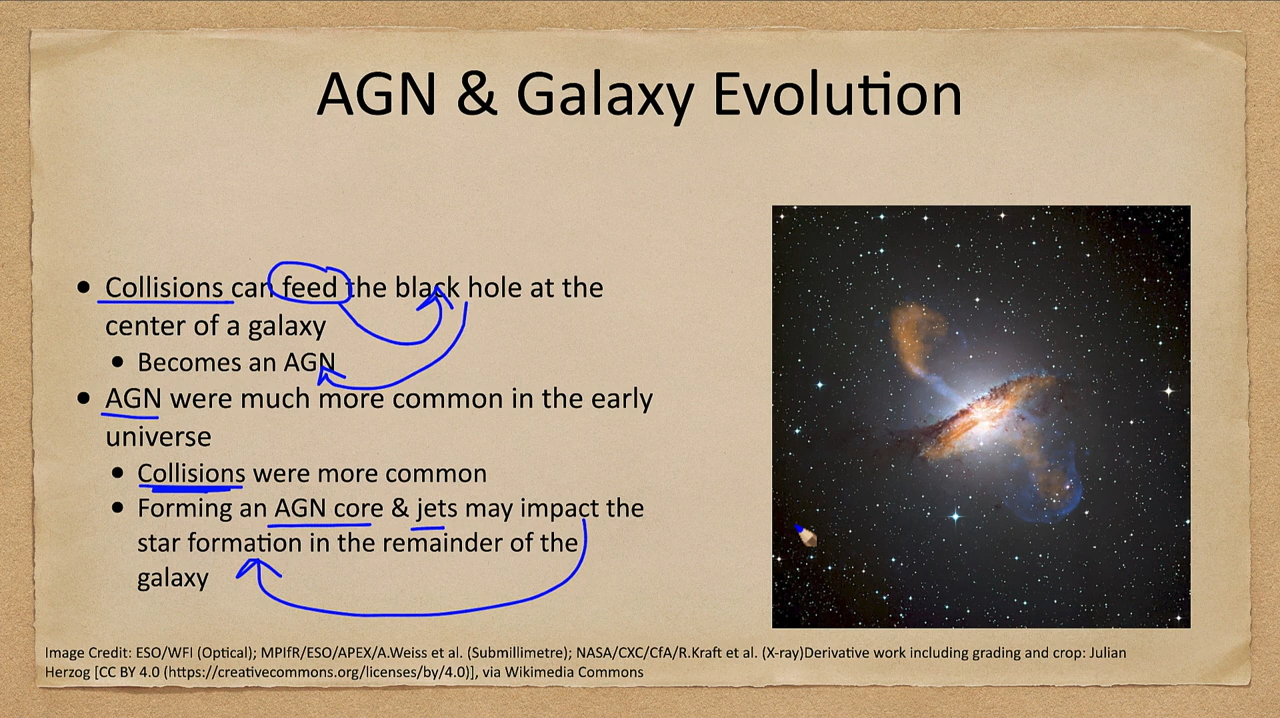 AGN & Galaxy Evolution
• Collisions can feed the black hole at the
center of a galaxy
• Becomes an AGN
• AGN were much more common in the early
universe
• Collisions were more common
• Forming an AGN core & jets may impact the
star formation in the remainder of the
galaxy
Image Credit: ESO/WFI (Optical); MPIfR/ESO/APEX/A.Weiss et al. (Submillimetre); NASA/CXC/CfA/R.Kraft et al. (X-ray)Derivative work including grading and crop: Julian
Herzog [CC BY 4.0 (https://creativecommons.org/licenses/by/4.0)], via Wikimedia Commons